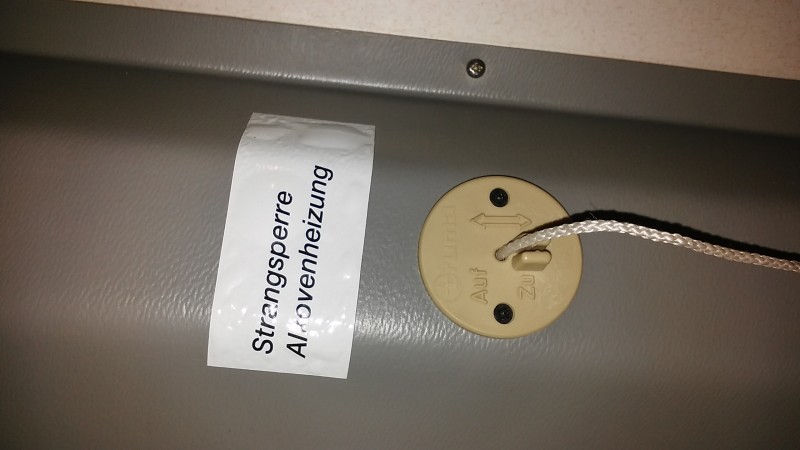 Strangsperre
Alkovenheizung
Auf
Zu